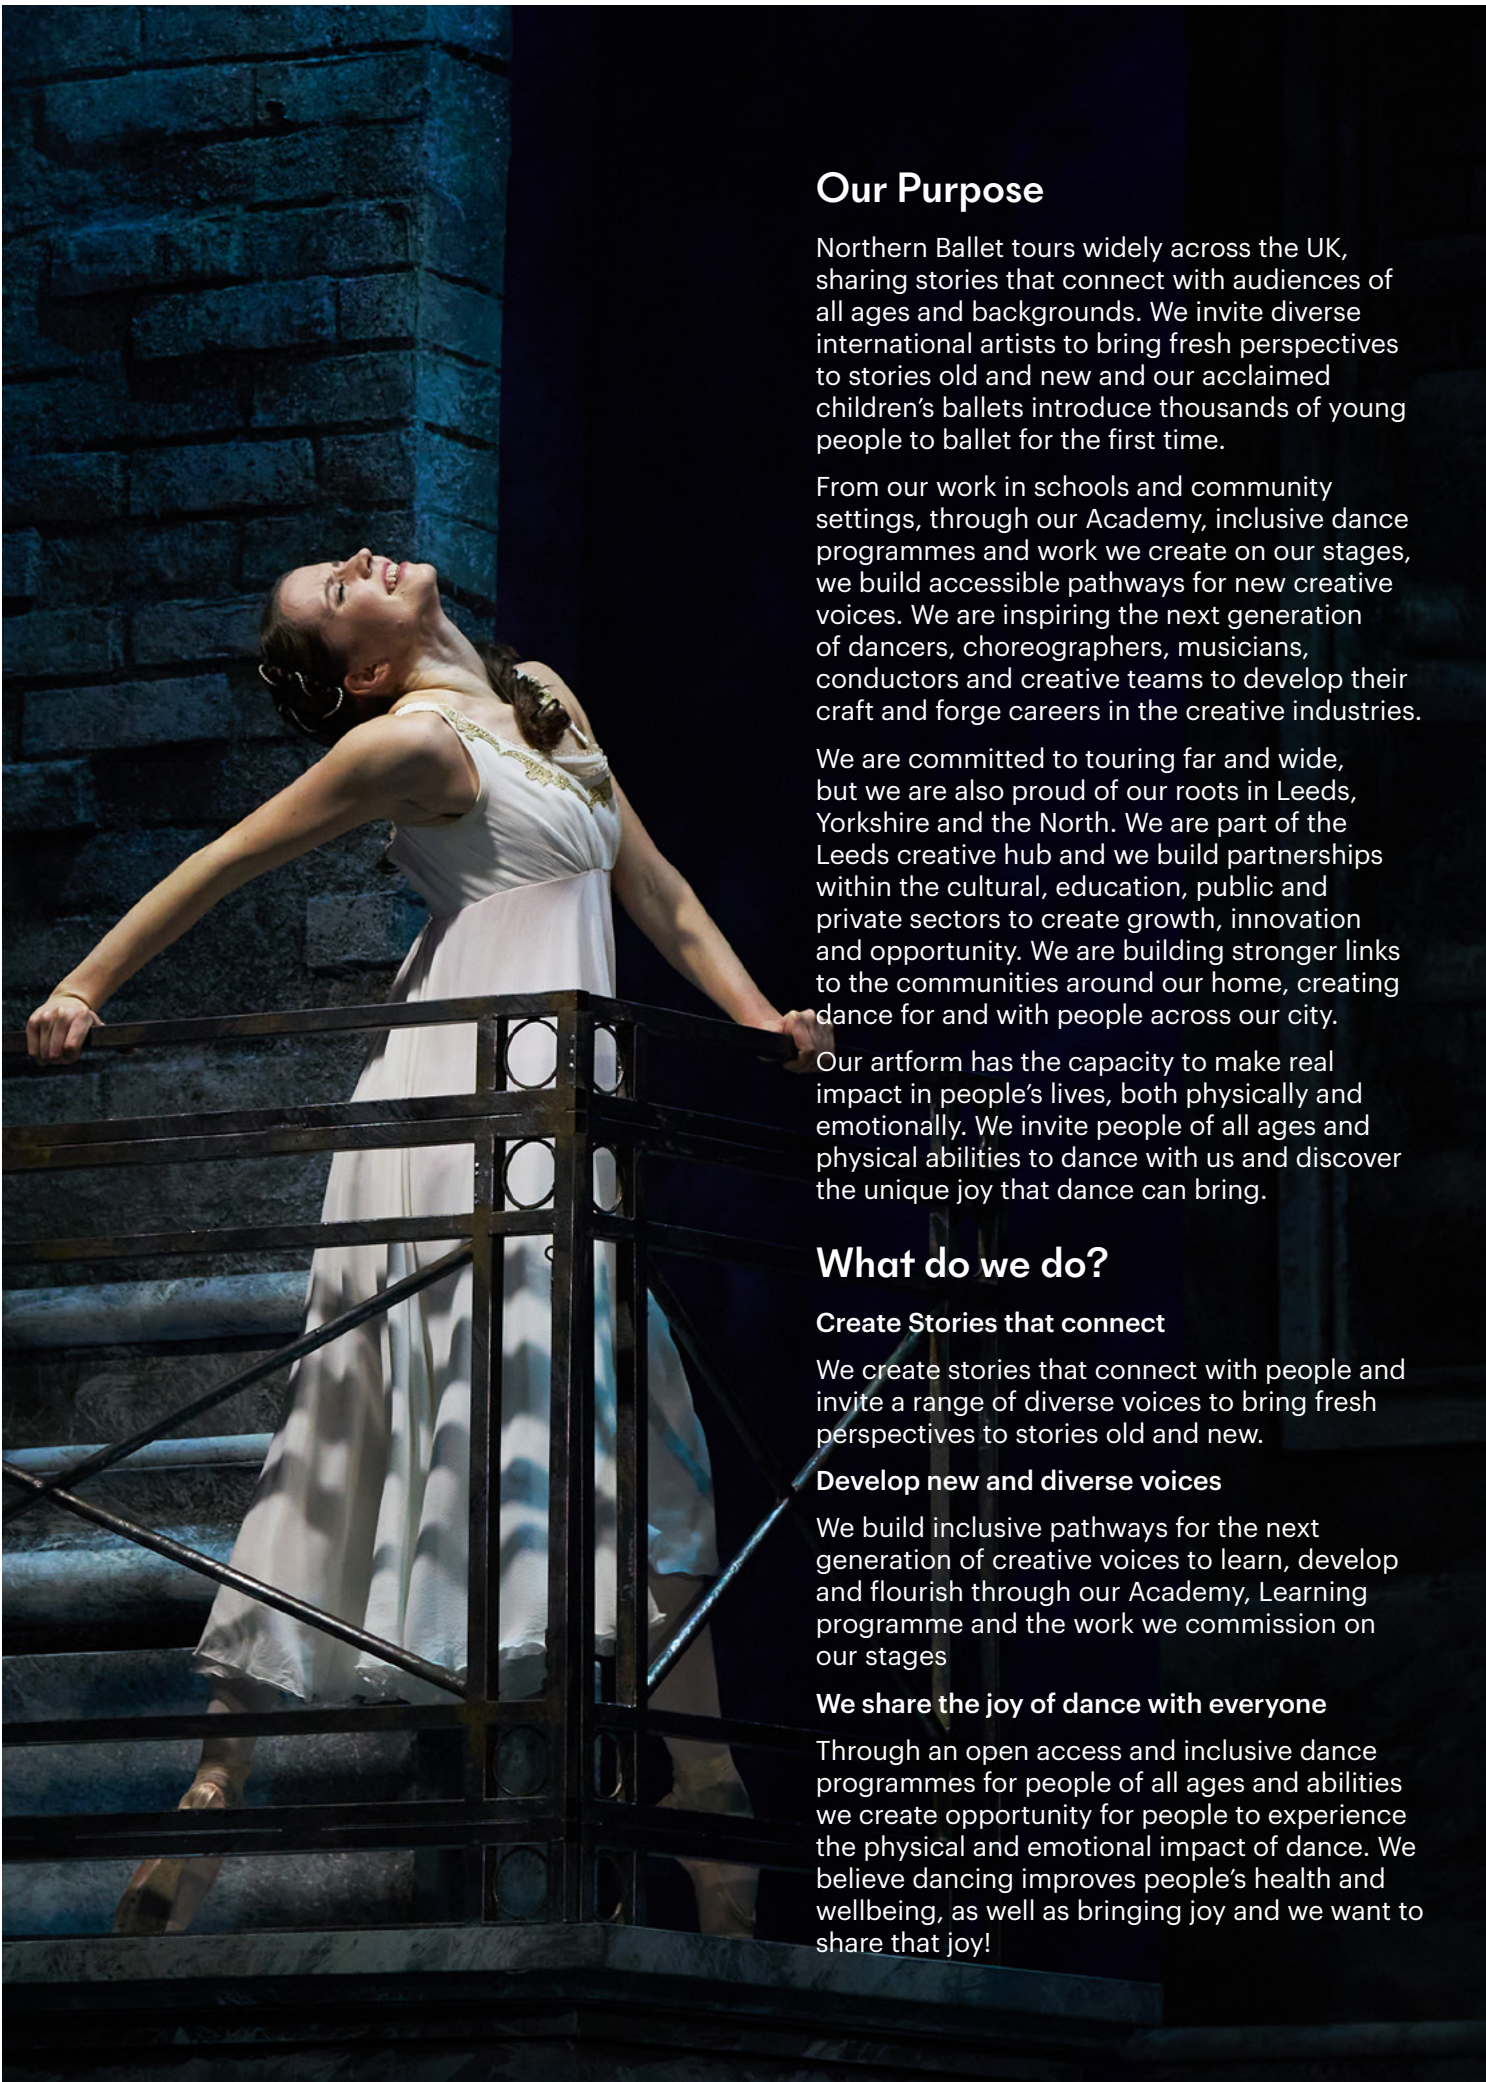 Our Purpose
Northern Ballet tours widely across the UK,
sharing stories that connect with audiences of
all ages and backgrounds. We invite diverse
international artists to bring fresh perspectives
to stories old and new and our acclaimed
children’s ballets introduce thousands of young
people to ballet for the first time.
From our work in schools and community
settings, through our Academy, inclusive dance
programmes and work we create on our stages,
we build accessible pathways for new creative
voices. We are inspiring the next generation
of dancers, choreographers, musicians,
conductors and creative teams to develop their
craft and forge careers in the creative industries.
We are committed to touring far and wide,
but we are also proud of our roots in Leeds,
Yorkshire and the North. We are part of the
Leeds creative hub and we build partnerships
within the cultural, education, public and
private sectors to create growth, innovation
and opportunity. We are building stronger links
to the communities around our home, creating
dance for and with people across our city.
Our artform has the capacity to make real
impact in people’s lives, both physically and
emotionally. We invite people of all ages and
physical abilities to dance with us and discover
the unique joy that dance can bring.
What do we do?
Create Stories that connect
We create stories that connect with people and
invite a range of diverse voices to bring fresh
perspectives to stories old and new.
Develop new and diverse voices
We build inclusive pathways for the next
generation of creative voices to learn, develop
and flourish through our Academy, Learning
programme and the work we commission on
our stages
We share the joy of dance with everyone
Through an open access and inclusive dance
programmes for people of all ages and abilities
we create opportunity for people to experience
the physical and emotional impact of dance. We
believe dancing improves people’s health and
wellbeing, as well as bringing joy and we want to
share that joy!